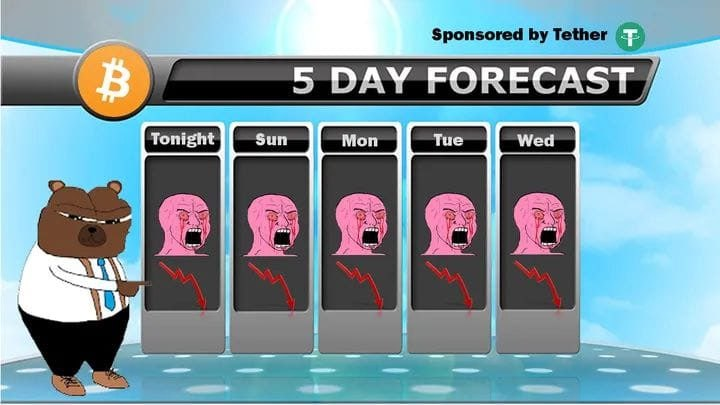 Sponsored by Tether
5 DAY FORECAST
Tonight
Sun
Mon
Tue
Wed